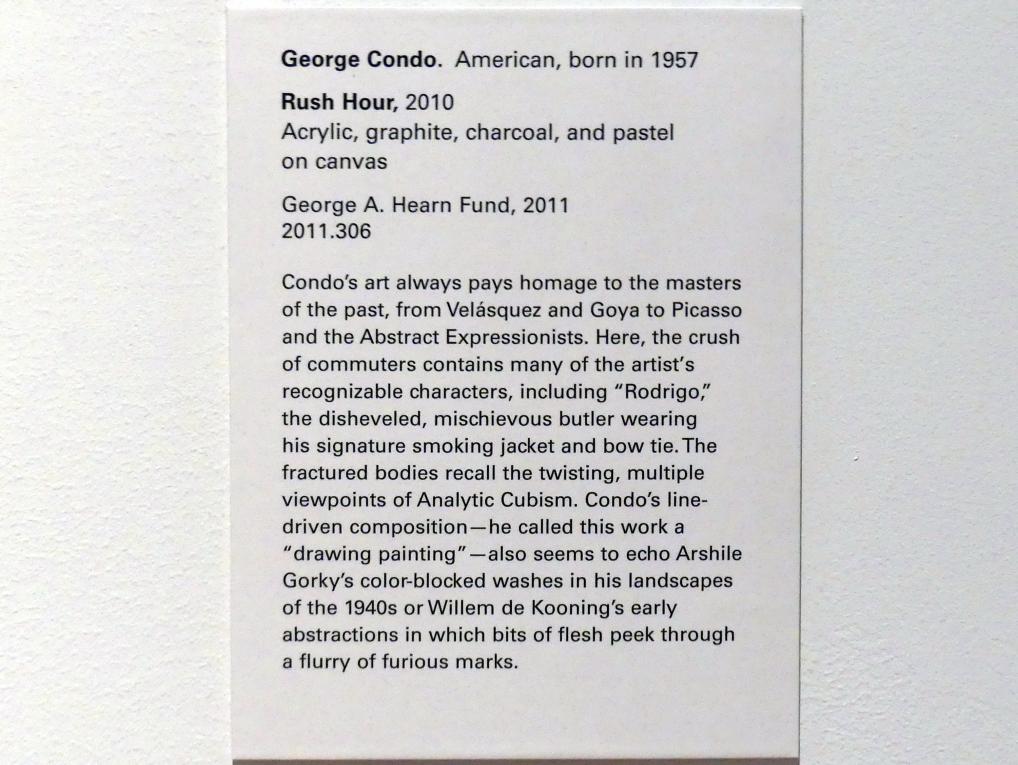 George Condo. American, born in 1957
Rush Hour, 2010
Acrylic, graphite, charcoal, and pastel
on canvas
George A. Hearn Fund, 2011
2011.306
Condo’s art always pays homage to the masters
of the past, from Velásquez and Goya to Picasso
and the Abstract Expressionists. Here, the crush
of commuters contains many of the artist’s
recognizable characters, including “Rodrigo,”
the disheveled, mischievous butler wearing
his signature smoking jacket and bow tie. The
fractured bodies recall the twisting, multiple
viewpoints of Analytic Cubism. Condo’s line-
driven composition—he called this work a
“drawing painting”—also seems to echo Arshile
Gorky’s color-blocked washes in his landscapes
of the 1940s or Willem de Kooning’s early
abstractions in which bits of flesh peek through
a flurry of furious marks.